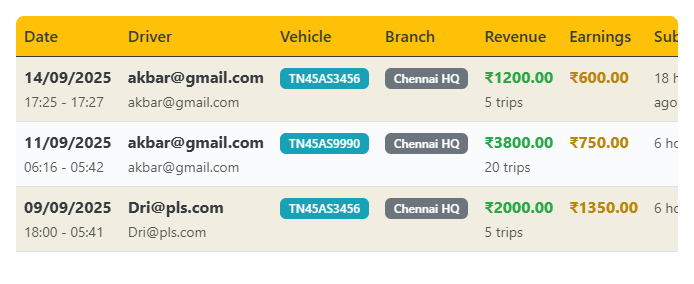 Date Driver Vehicle Branch Revenue Earnings
14/09/2025 akbar@gmail.com TN45AS3456 Chennai HQ ₹1200.00 ₹600.00 18
17:25 - 17:27 akbar@gmail.com 5 trips ago
11/09/2025 akbar@gmail.com TN45AS9990 Chennai HQ ₹3800.00 ₹750.00 6
06:16 - 05:42 akbar@gmail.com 20 trips
09/09/2025 Dri@pls.com TN45AS3456 Chennai HQ ₹2000.00 ₹1350.00 6
18:00 - 05:41 Dri@pls.com 5 trips